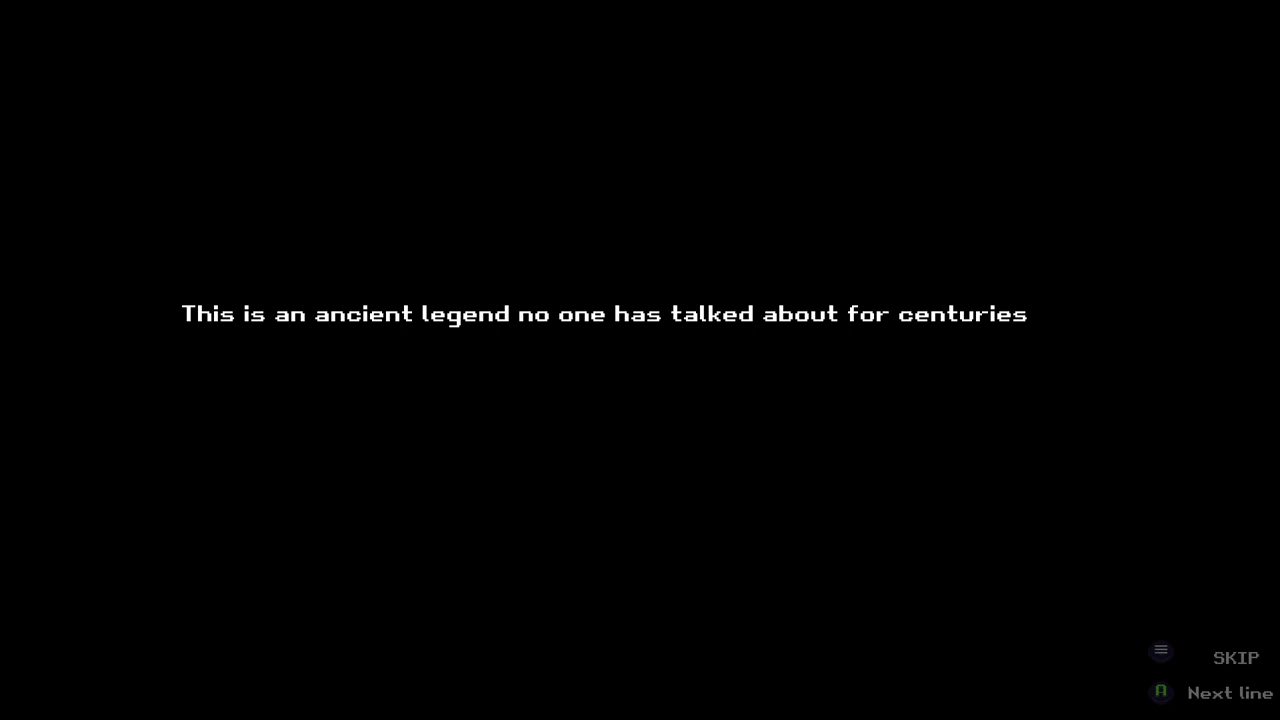 This is an ancient legend no one has talked about for centuries
SKIP
A Next line